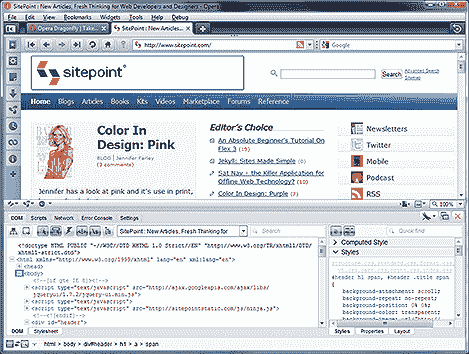 SitePoint : New Articles, Fresh Thinking for Web Developers and Designers - Opera
File Edit View Bookmarks Widgets Tools Help Debug
Opera Dragonfly | Take... SitePoint : New Articles...
http://www.sitepoint.com/ Google
sitepoint
Search Advanced Search
Sitemap
Home Blogs Articles Books Kits Videos Marketplace Forums Reference
Color In
Design: Pink
BLOG | Jennifer Farley
(3 comments)
Jennifer has a look at pink and it's use in print,
Editor's Choice
An Absolute Beginner's Tutorial On
Flex 3 (19)
Jekyll: Sites Made Simple (0)
Sat Nav - the Killer Application for
Offline Web Technology? (10)
Color In Design: Purple (7)
Newsletters
Twitter
Mobile
Podcast
RSS
100%
DOM Scripts Network Error Console Settings
SitePoint : New Articles, Fresh Thinking for Search Quick find
<!doctype HTML PUBLIC "-//W3C//DTD XHTML 1.0 Strict//EN" "http://www.w3.org/TR/xhtml1/DTD/
xhtml1-strict.dtd">
<html xmlns="http://www.w3.org/1999/xhtml" lang="en" xml:lang="en">
<head>
<body>
<!--[if gte IE 8]><!-->
<script type="text/javascript" src="http://ajax.googleapis.com/ajax/libs/
jqueryui/1.7.2/jquery-ui.min.js">
<script type="text/javascript" src="http://sitepointstatic.com/js/ninja.js">
<!--<![endif]-->
<div id="header">
Computed Style
Styles
#header h1 span, #header .title span
{
background-attachment: scroll;
background-repeat: no-repeat;
background-position: 0% 0%;
DOM Stylesheet
Styles Properties Layout
html > body > div#header > h1 > a > span